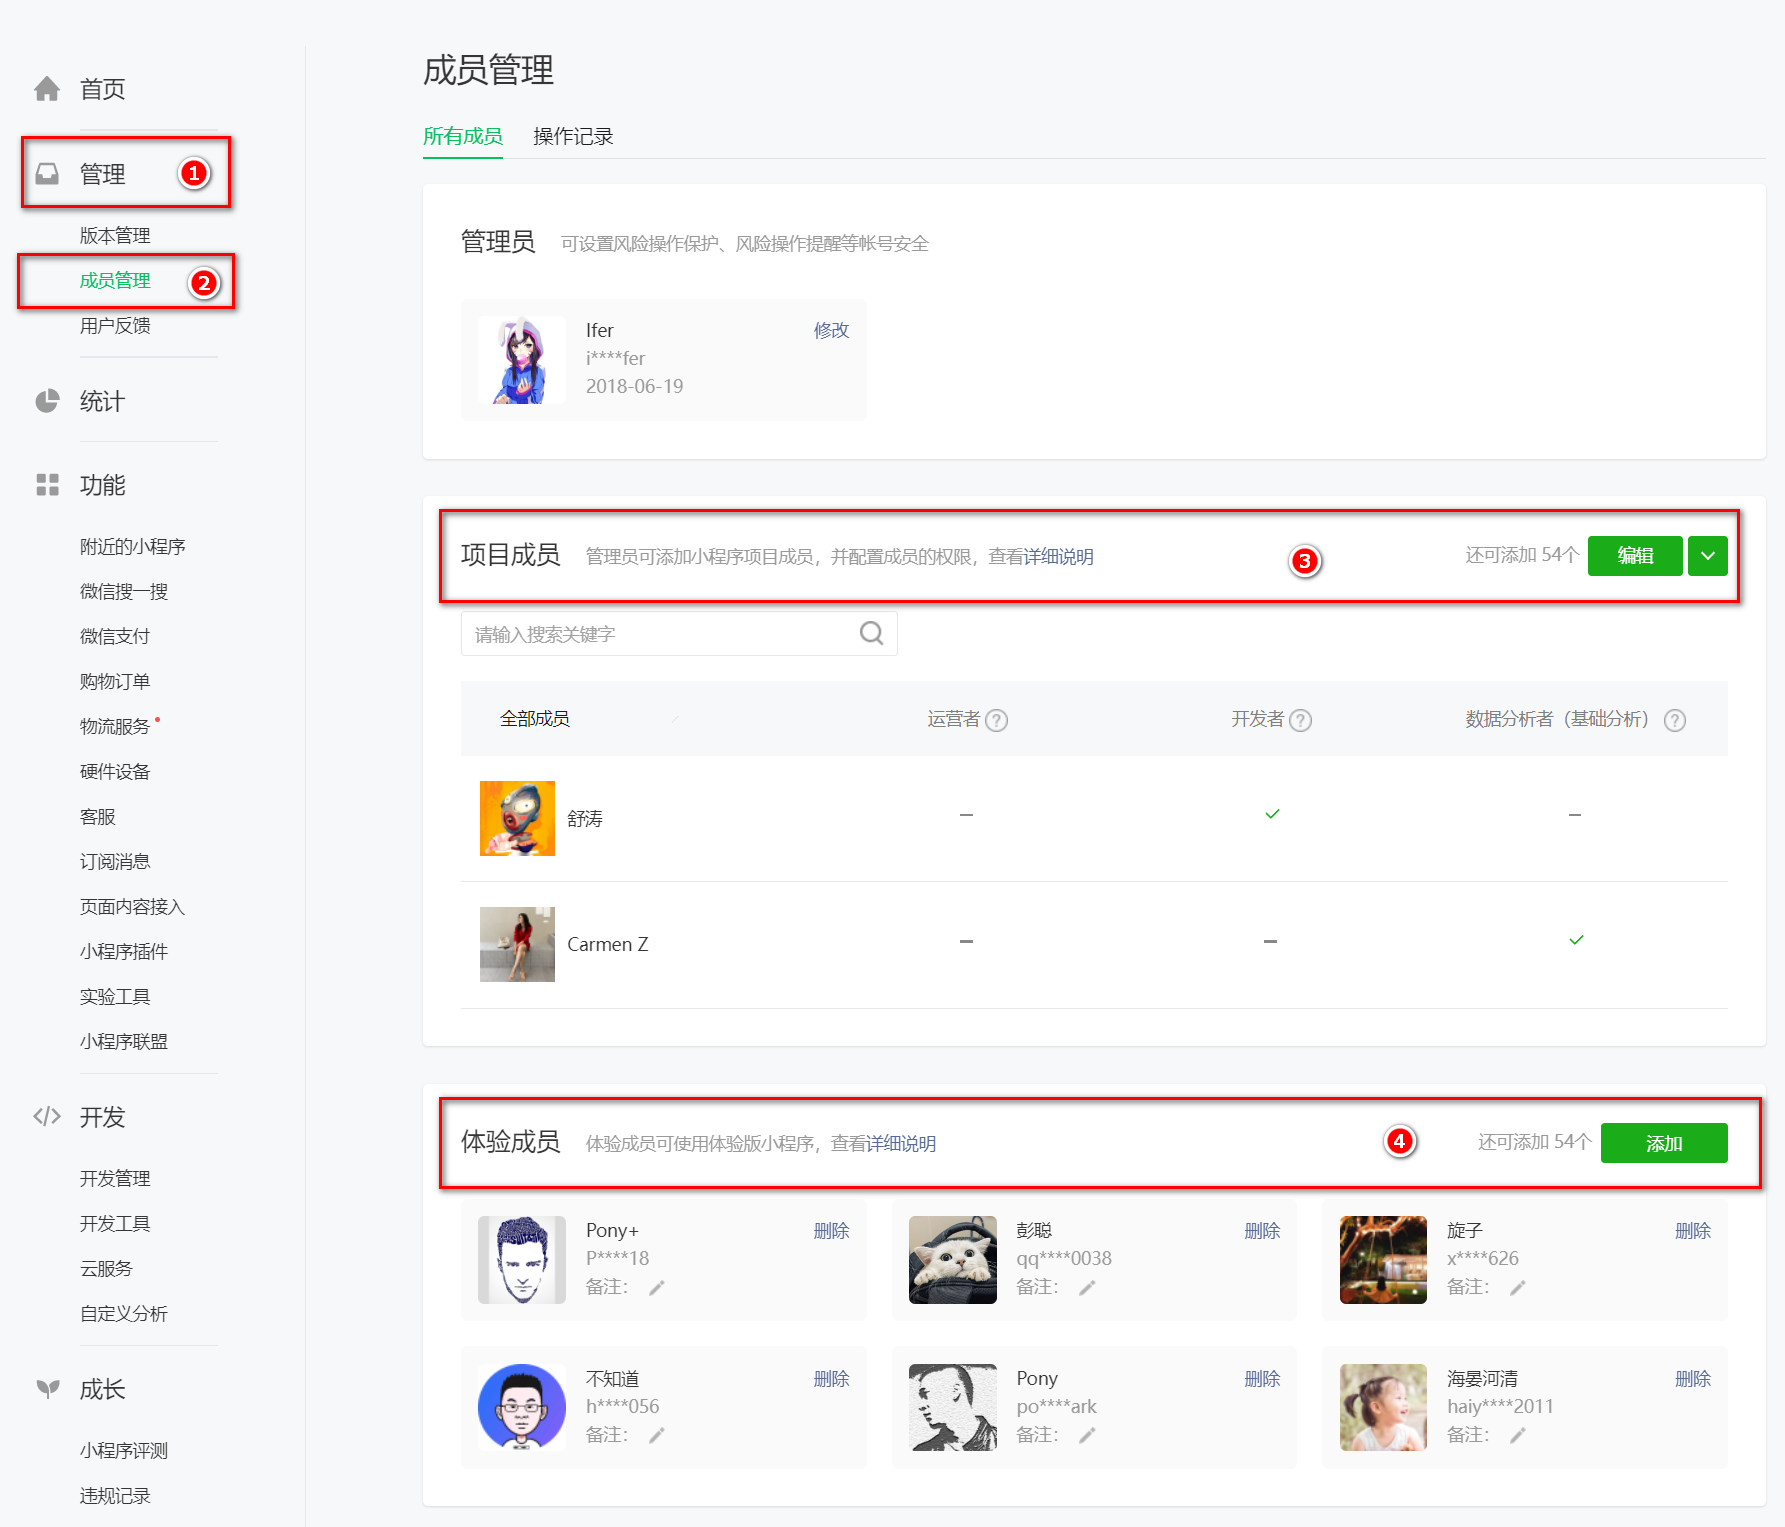 首页
管理 1
版本管理
成员管理 2
用户反馈
统计
功能
附近的小程序
微信搜一搜
微信支付
购物订单
物流服务
硬件设备
客服
订阅消息
页面内容接入
小程序插件
实验工具
小程序联盟
开发
开发管理
开发工具
云服务
自定义分析
成长
小程序评测
违规记录
成员管理
所有成员 操作记录
管理员 可设置风险操作保护、风险操作提醒等帐号安全
Ifer 修改
i****fer
2018-06-19
项目成员 管理员可添加小程序项目成员，并配置成员的权限，查看详细说明 3 还可添加 54个 编辑
请输入搜索关键字
全部成员 运营者 ? 开发者 ? 数据分析者（基础分析） ?
舒涛
Carmen Z
体验成员 体验成员可使用体验版小程序，查看详细说明 4 还可添加 54个 添加
Pony+ 删除
P****18
备注：
彭聪 删除
qq****0038
备注：
旋子 删除
x****626
备注：
不知道 删除
h****056
备注：
Pony 删除
po****ark
备注：
海晏河清 删除
haiy****2011
备注：